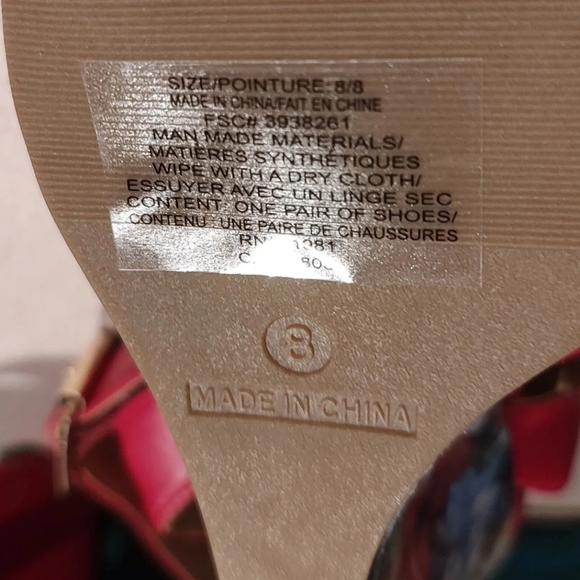 SIZE/POINTURE: 8/8
MADE IN CHINA/FAIT EN CHINE
FSC# 3938261
MAN MADE MATERIALS/
MATIÈRES SYNTHÉTIQUES
WIPE WITH A DRY CLOTH/
ESSUYER AVEC UN LINGE SEC
CONTENT: ONE PAIR OF SHOES/
CONTENU : UNE PAIRE DE CHAUSSURES
8
MADE IN CHINA